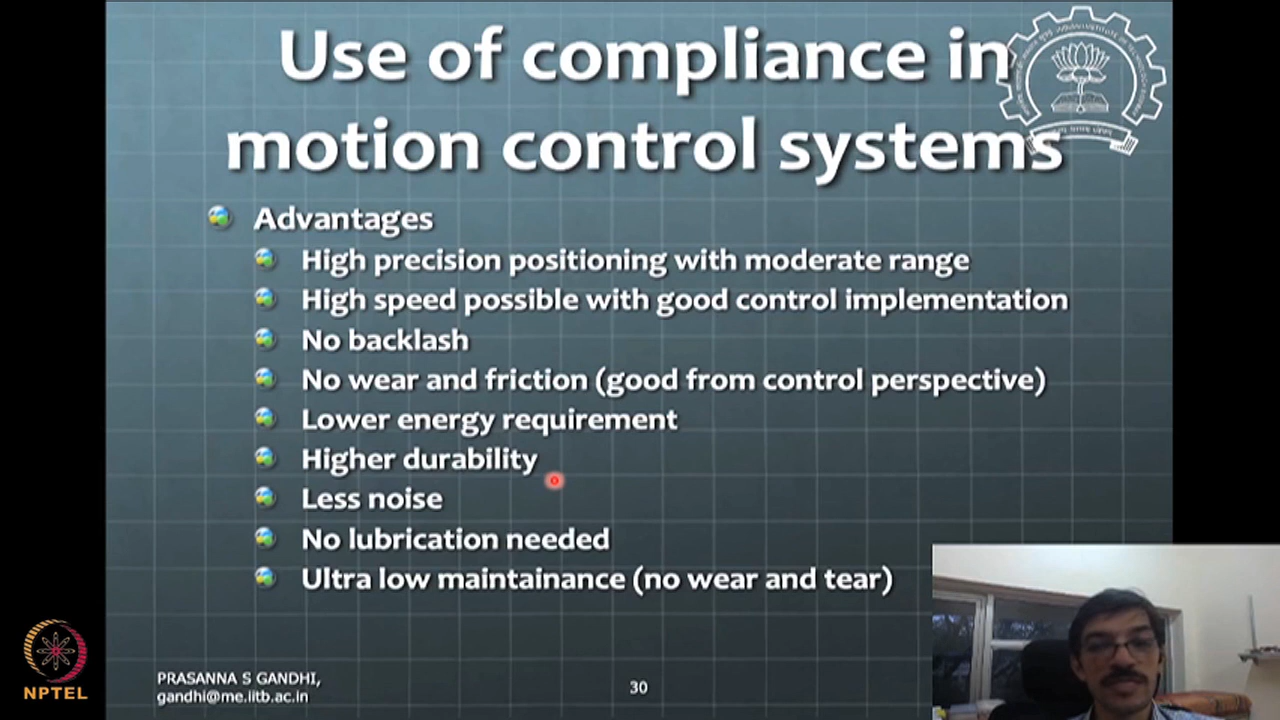 Use of compliance in
motion control systems
Advantages
High precision positioning with moderate range
High speed possible with good control implementation
No backlash
No wear and friction (good from control perspective)
Lower energy requirement
Higher durability
Less noise
No lubrication needed
Ultra low maintainance (no wear and tear)
PRASANNA S GANDHI,
gandhi@me.iitb.ac.in
30
NPTEL